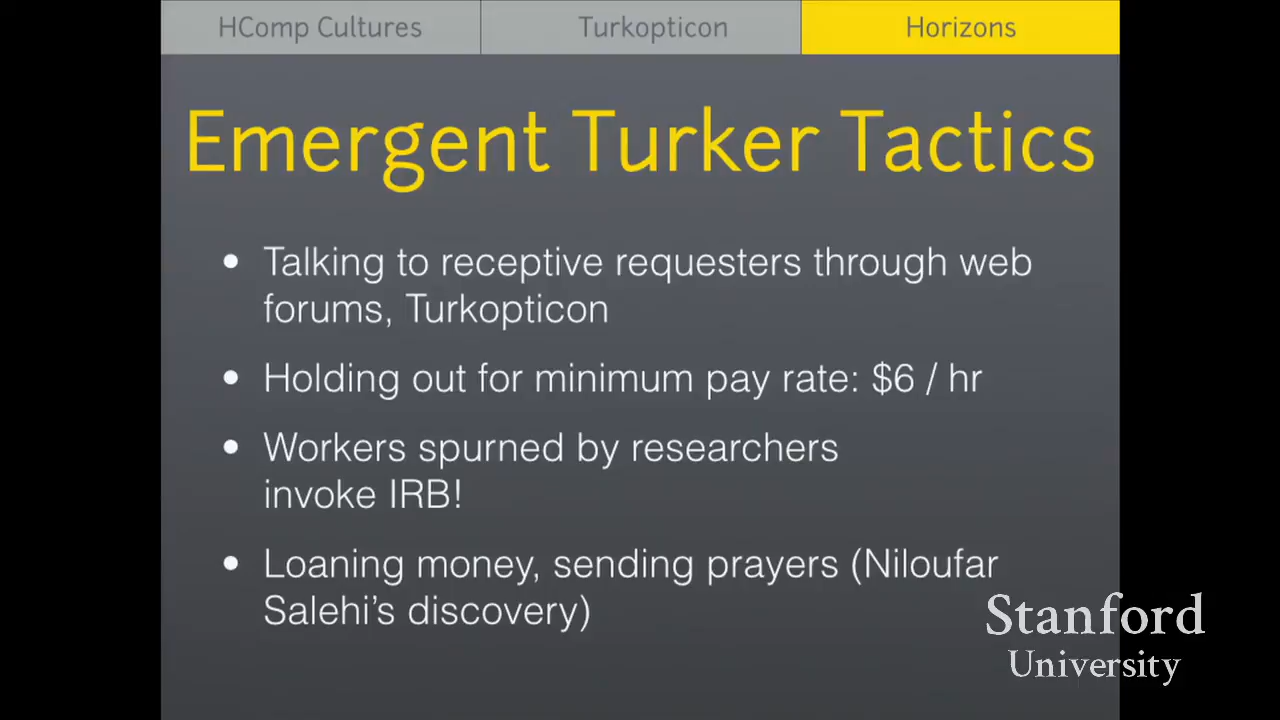 HComp Cultures
Turkopticon
Horizons
Emergent Turker Tactics
• Talking to receptive requesters through web
forums, Turkopticon
• Holding out for minimum pay rate: $6 / hr
• Workers spurned by researchers
invoke IRB!
• Loaning money, sending prayers (Niloufar
Salehi’s discovery)
Stanford
University